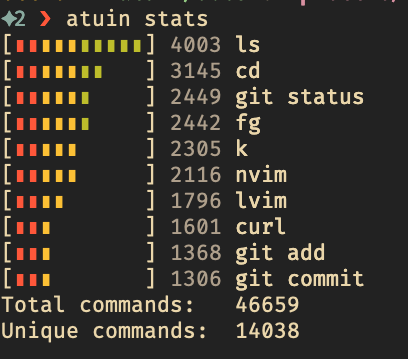 ✦2 ❯ atuin stats
[▮▮▮▮▮▮▮▮▮▮] 4003 ls
[▮▮▮▮▮▮▮   ] 3145 cd
[▮▮▮▮▮▮    ] 2449 git status
[▮▮▮▮▮▮    ] 2442 fg
[▮▮▮▮▮     ] 2305 k
[▮▮▮▮▮     ] 2116 nvim
[▮▮▮▮      ] 1796 lvim
[▮▮▮       ] 1601 curl
[▮▮▮       ] 1368 git add
[▮▮▮       ] 1306 git commit
Total commands:   46659
Unique commands:  14038